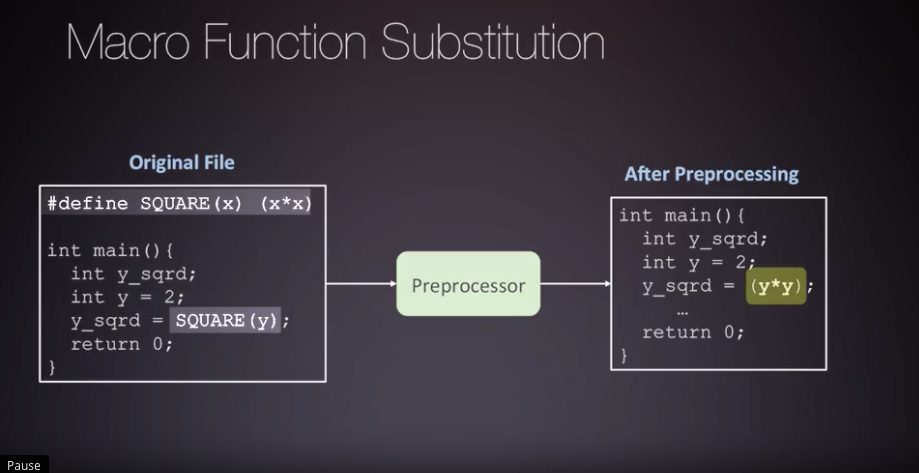 Macro Function Substitution
Original File
#define SQUARE(x) (x*x)
int main(){
int y_sqrd;
int y = 2;
y_sqrd = SQUARE(y);
return 0;
}
Preprocessor
After Preprocessing
int main(){
int y_sqrd;
int y = 2;
y_sqrd = (y*y);
…
return 0;
}
Pause